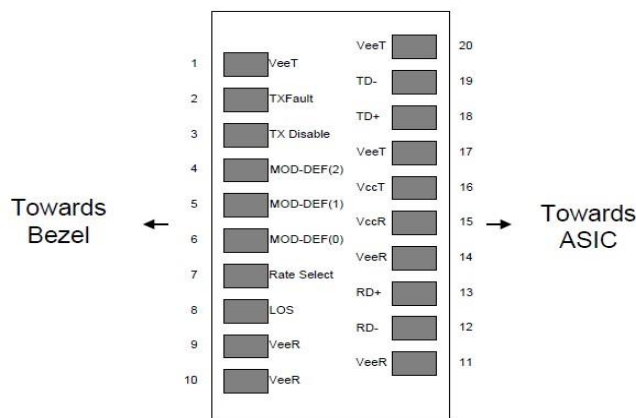 VeeT 20
1 VeeT
TD- 19
2 TXFault
TD+ 18
3 TX Disable
VeeT 17
4 MOD-DEF(2)
VccT 16
5 MOD-DEF(1)
Towards
Bezel
VccR 15
Towards
ASIC
6 MOD-DEF(0)
VeeR 14
7 Rate Select
RD+ 13
8 LOS
RD- 12
9 VeeR
VeeR 11
10 VeeR